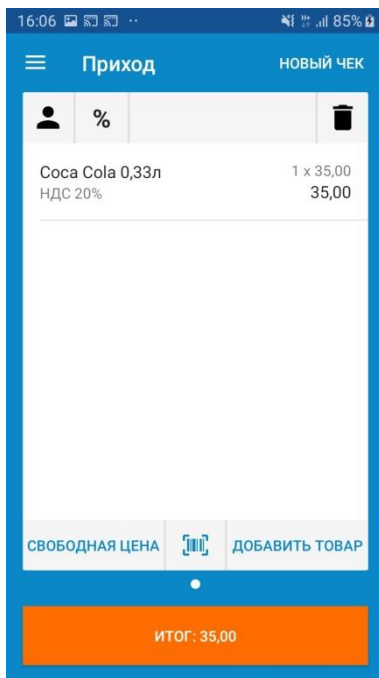 16:06 85%
Приход НОВЫЙ ЧЕК
%
Coca Cola 0,33л 1 x 35,00
НДС 20% 35,00
СВОБОДНАЯ ЦЕНА ДОБАВИТЬ ТОВАР
ИТОГ: 35,00